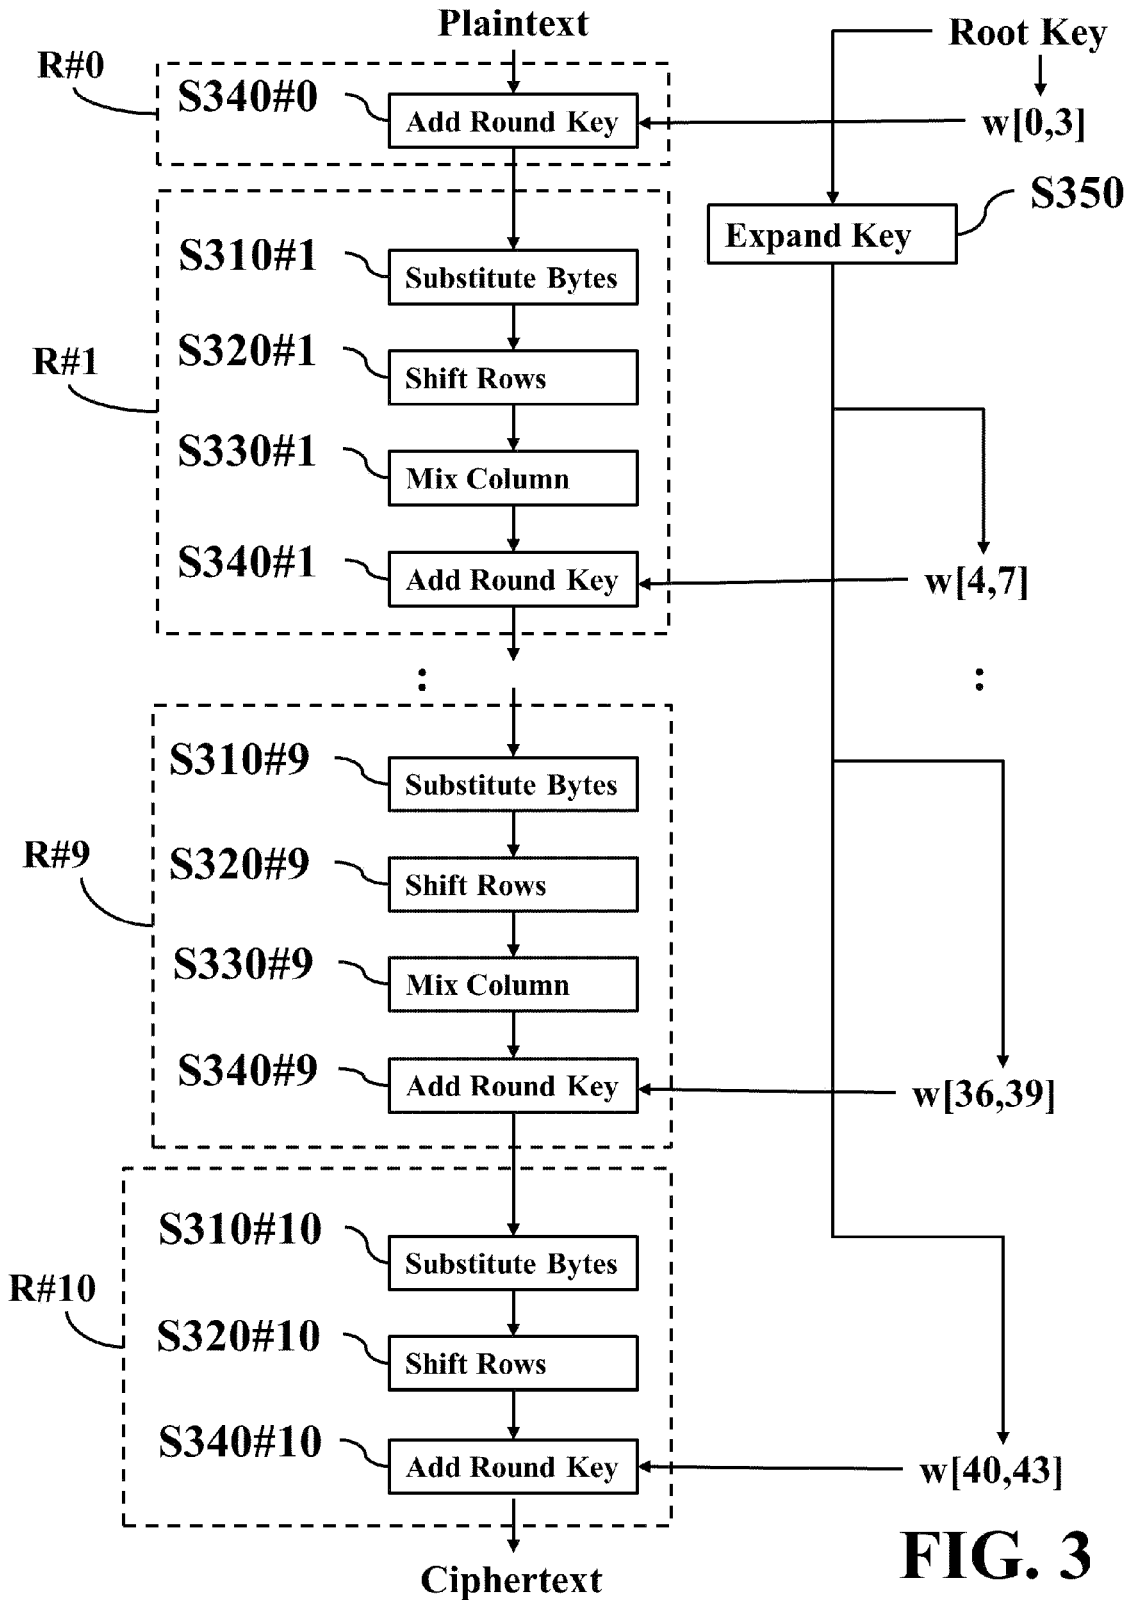 Plaintext
Root Key
R#0
S340#0
Add Round Key
w[0,3]
S350
Expand Key
R#1
S310#1
Substitute Bytes
S320#1
Shift Rows
S330#1
Mix Column
S340#1
Add Round Key
w[4,7]
:
:
R#9
S310#9
Substitute Bytes
S320#9
Shift Rows
S330#9
Mix Column
S340#9
Add Round Key
w[36,39]
R#10
S310#10
Substitute Bytes
S320#10
Shift Rows
S340#10
Add Round Key
w[40,43]
Ciphertext
FIG. 3